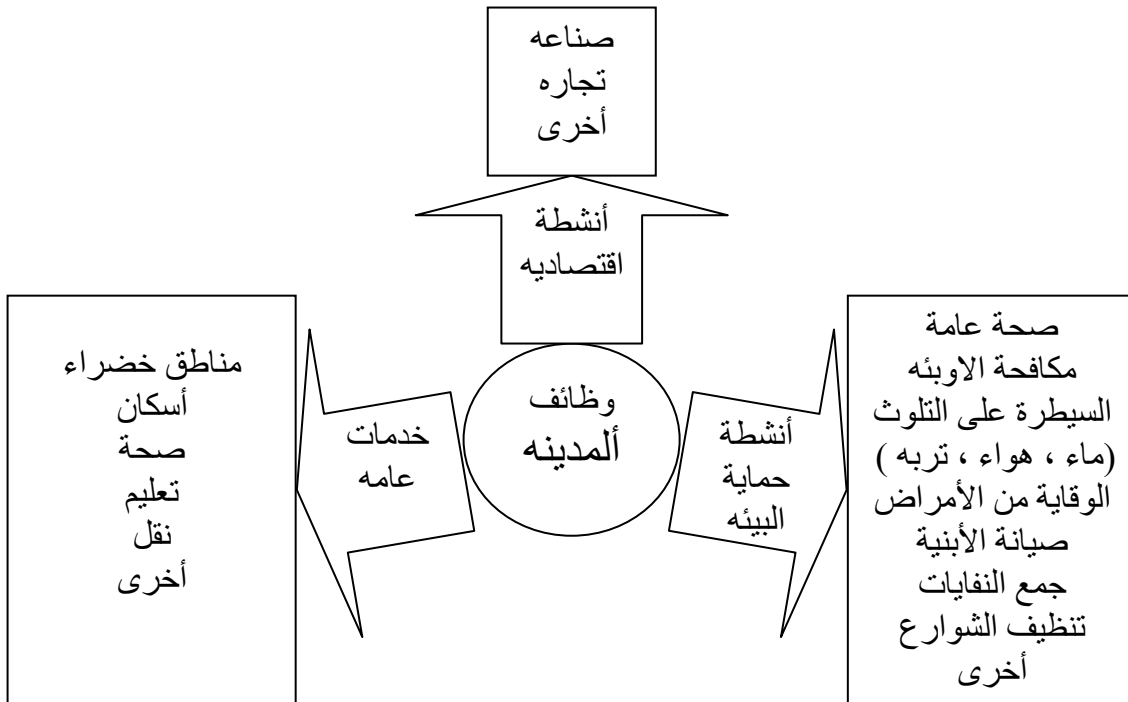 صناعه
تجاره
أخرى
أنشطة
اقتصاديه
وظائف
ألمدينه
أنشطة
حماية
البيئه
صحة عامة
مكافحة الاوبئه
السيطرة على التلوث
(ماء ، هواء ، تربه )
الوقاية من الأمراض
صيانة الأبنية
جمع النفايات
تنظيف الشوارع
أخرى
خدمات
عامه
مناطق خضراء
أسكان
صحة
تعليم
نقل
أخرى